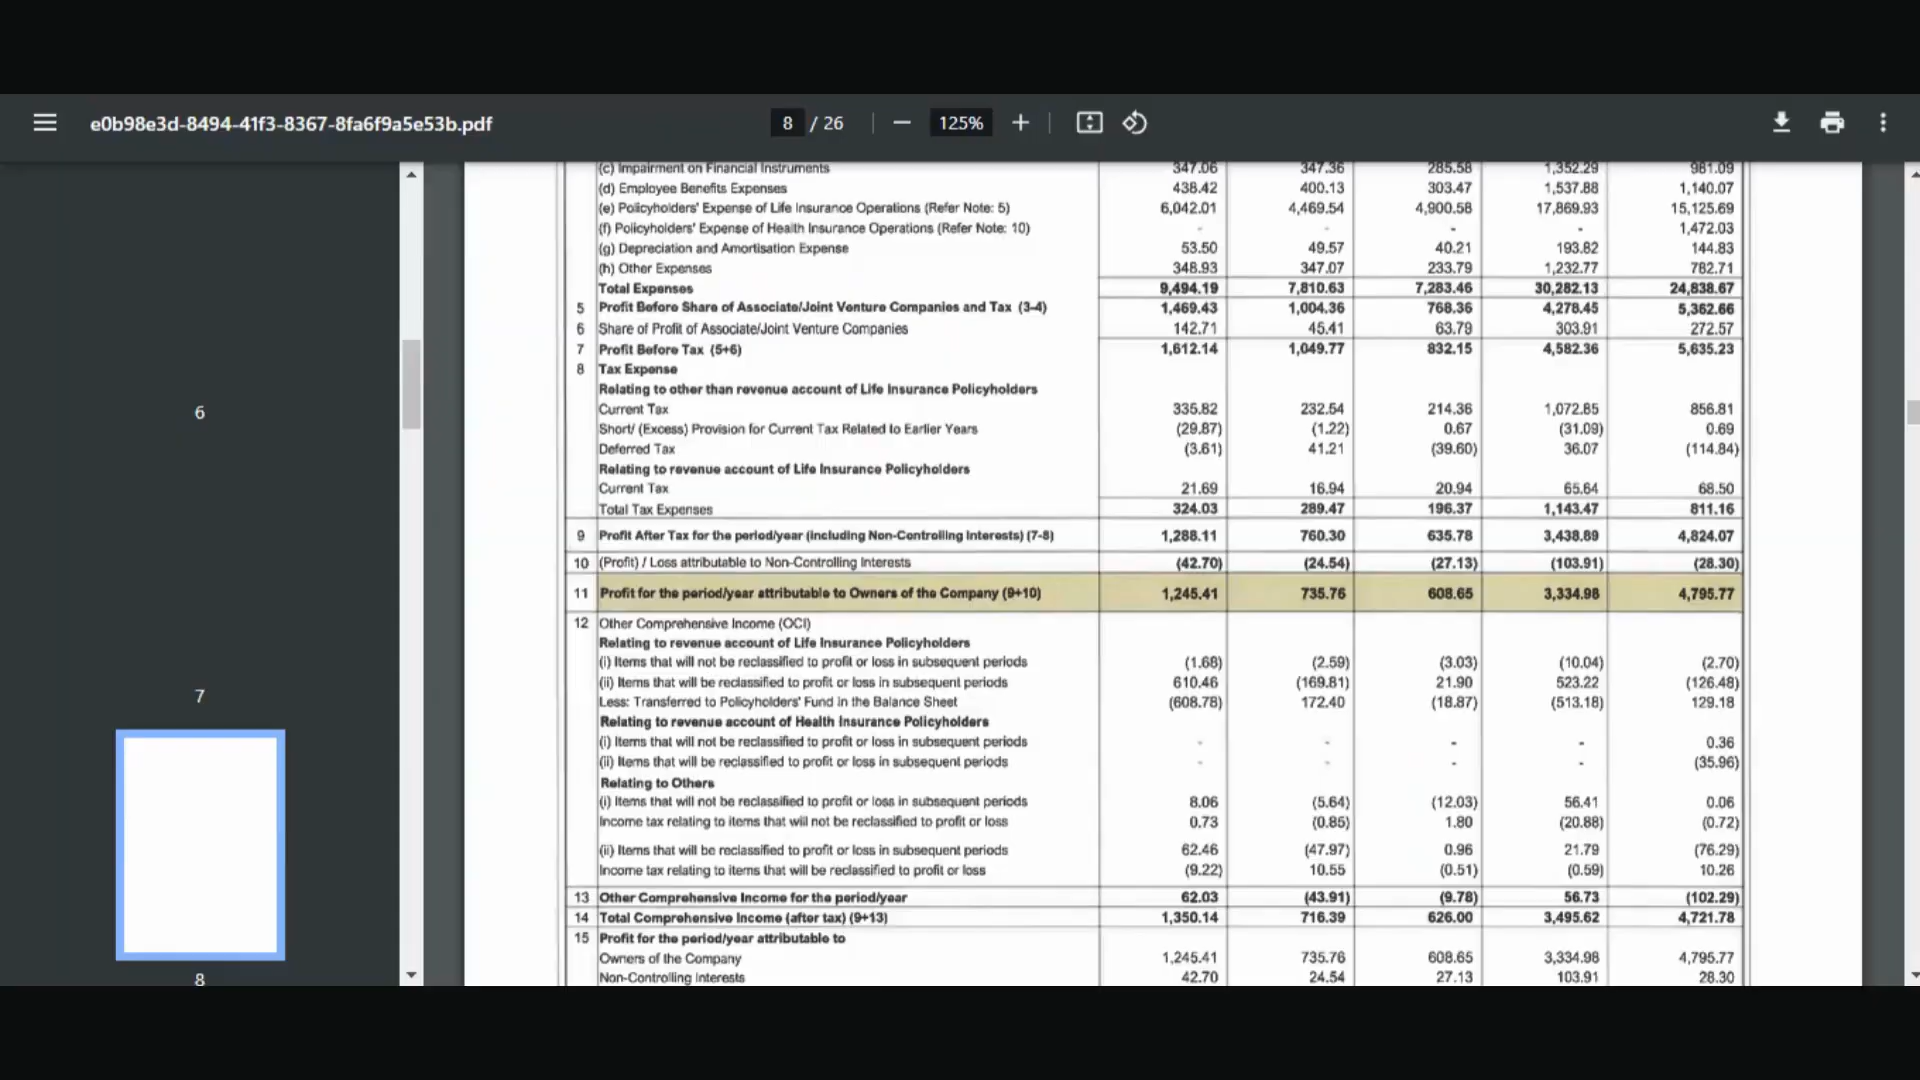 e0b98e3d-8494-41f3-8367-8fa6f9a5e53b.pdf 8 / 26 125%
6
7
8
(c) Impairment on Financial Instruments 347.06 347.36 285.58 1,352.29 981.09
(d) Employee Benefits Expenses 438.42 400.13 303.47 1,537.88 1,140.07
(e) Policyholders' Expense of Life Insurance Operations (Refer Note: 5) 6,042.01 4,469.54 4,900.58 17,869.93 15,125.69
(f) Policyholders' Expense of Health Insurance Operations (Refer Note: 10) - - - - 1,472.03
(g) Depreciation and Amortisation Expense 53.50 49.57 40.21 193.82 144.83
(h) Other Expenses 348.93 347.07 233.79 1,232.77 782.71
Total Expenses 9,494.19 7,810.63 7,283.46 30,282.13 24,838.67
5 Profit Before Share of Associate/Joint Venture Companies and Tax (3-4) 1,469.43 1,004.36 768.36 4,278.45 5,362.66
6 Share of Profit of Associate/Joint Venture Companies 142.71 45.41 63.79 303.91 272.57
7 Profit Before Tax (5+6) 1,612.14 1,049.77 832.15 4,582.36 5,635.23
8 Tax Expense
Relating to other than revenue account of Life Insurance Policyholders
Current Tax 335.82 232.54 214.36 1,072.85 856.81
Short/ (Excess) Provision for Current Tax Related to Earlier Years (29.87) (1.22) 0.67 (31.09) 0.69
Deferred Tax (3.61) 41.21 (39.60) 36.07 (114.84)
Relating to revenue account of Life Insurance Policyholders
Current Tax 21.69 16.94 20.94 65.64 68.50
Total Tax Expenses 324.03 289.47 196.37 1,143.47 811.16
9 Profit After Tax for the period/year (including Non-Controlling Interests) (7-8) 1,288.11 760.30 635.78 3,438.89 4,824.07
10 (Profit) / Loss attributable to Non-Controlling Interests (42.70) (24.54) (27.13) (103.91) (28.30)
11 Profit for the period/year attributable to Owners of the Company (9+10) 1,245.41 735.76 608.65 3,334.98 4,795.77
12 Other Comprehensive Income (OCI)
Relating to revenue account of Life Insurance Policyholders
(i) Items that will not be reclassified to profit or loss in subsequent periods (1.68) (2.59) (3.03) (10.04) (2.70)
(ii) Items that will be reclassified to profit or loss in subsequent periods 610.46 (169.81) 21.90 523.22 (126.48)
Less: Transferred to Policyholders' Fund in the Balance Sheet (608.78) 172.40 (18.87) (513.18) 129.18
Relating to revenue account of Health Insurance Policyholders
(i) Items that will not be reclassified to profit or loss in subsequent periods - - - - 0.36
(ii) Items that will be reclassified to profit or loss in subsequent periods - - - - (35.96)
Relating to Others
(i) Items that will not be reclassified to profit or loss in subsequent periods 8.06 (5.64) (12.03) 56.41 0.06
Income tax relating to items that will not be reclassified to profit or loss 0.73 (0.85) 1.80 (20.88) (0.72)
(ii) Items that will be reclassified to profit or loss in subsequent periods 62.46 (47.97) 0.96 21.79 (76.29)
Income tax relating to items that will be reclassified to profit or loss (9.22) 10.55 (0.51) (0.59) 10.26
13 Other Comprehensive Income for the period/year 62.03 (43.91) (9.78) 56.73 (102.29)
14 Total Comprehensive Income (after tax) (9+13) 1,350.14 716.39 626.00 3,495.62 4,721.78
15 Profit for the period/year attributable to
Owners of the Company 1,245.41 735.76 608.65 3,334.98 4,795.77
Non-Controlling Interests 42.70 24.54 27.13 103.91 28.30